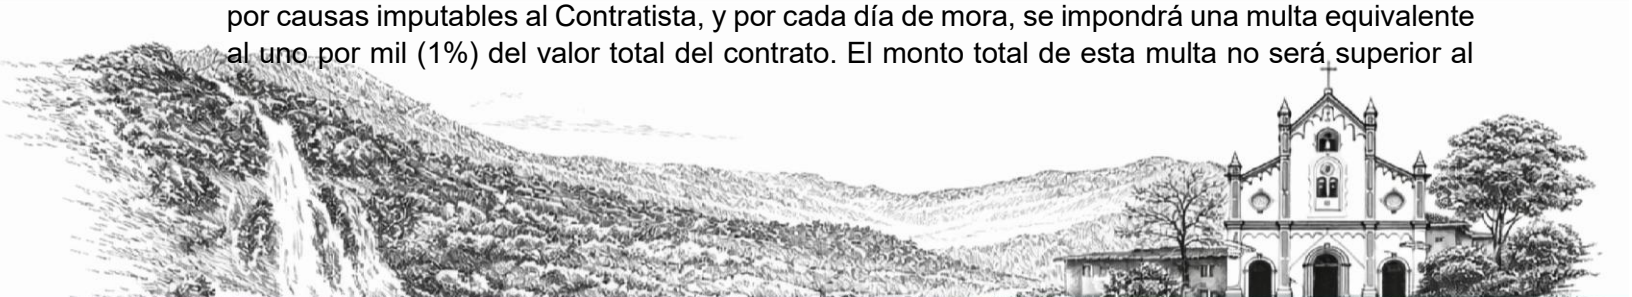 por causas imputables al Contratista, y por cada día de mora, se impondrá una multa equivalente
al uno por mil (1%) del valor total del contrato. El monto total de esta multa no será superior al